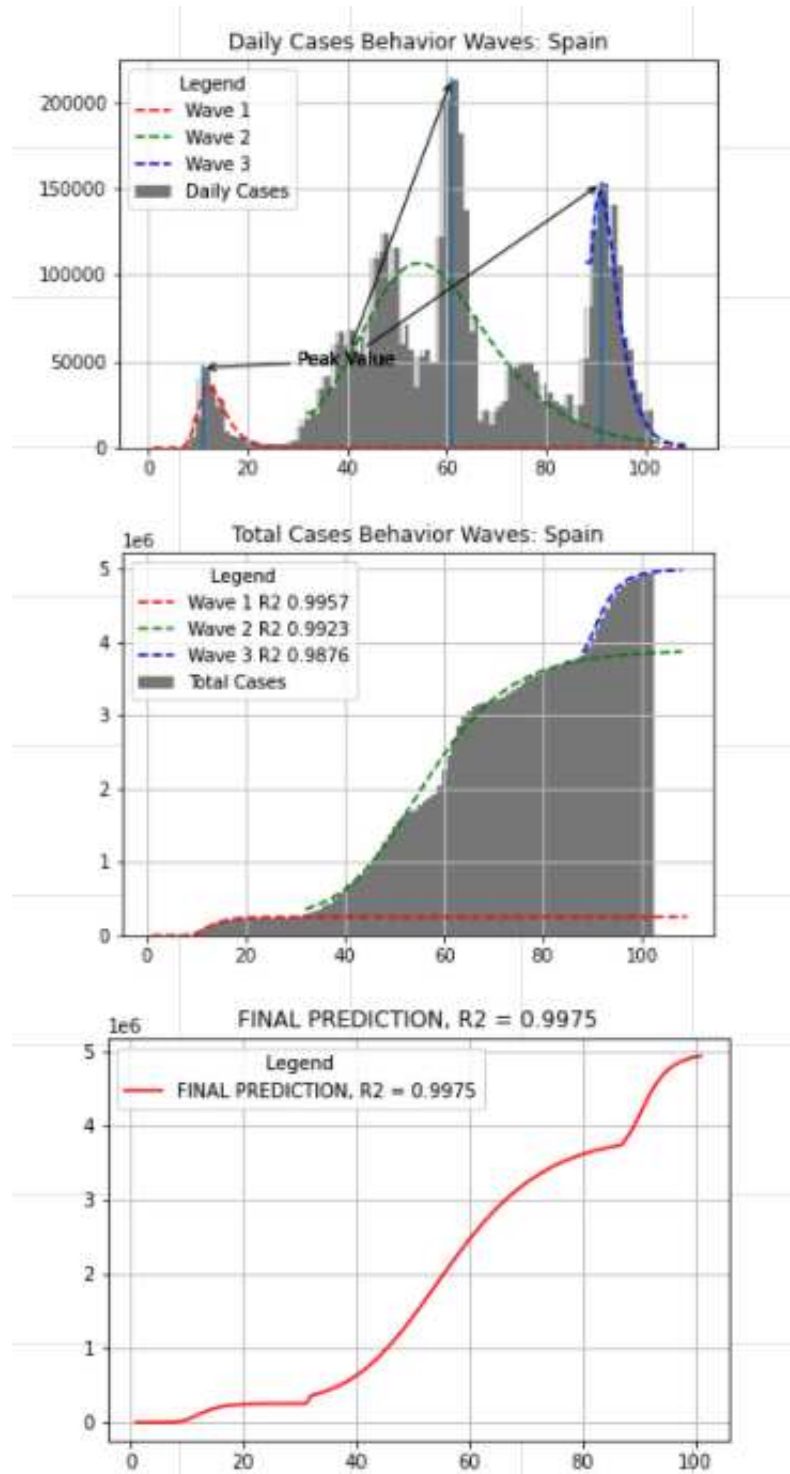 Daily Cases Behavior Waves: Spain
Legend
Wave 1
Wave 2
Wave 3
Daily Cases
200000
150000
100000
50000
0
Peak Value
0 20 40 60 80 100
Total Cases Behavior Waves: Spain
1e6
Legend
Wave 1 R2 0.9957
Wave 2 R2 0.9923
Wave 3 R2 0.9876
Total Cases
5
4
3
2
1
0
0 20 40 60 80 100
FINAL PREDICTION, R2 = 0.9975
1e6
Legend
FINAL PREDICTION, R2 = 0.9975
5
4
3
2
1
0
0 20 40 60 80 100